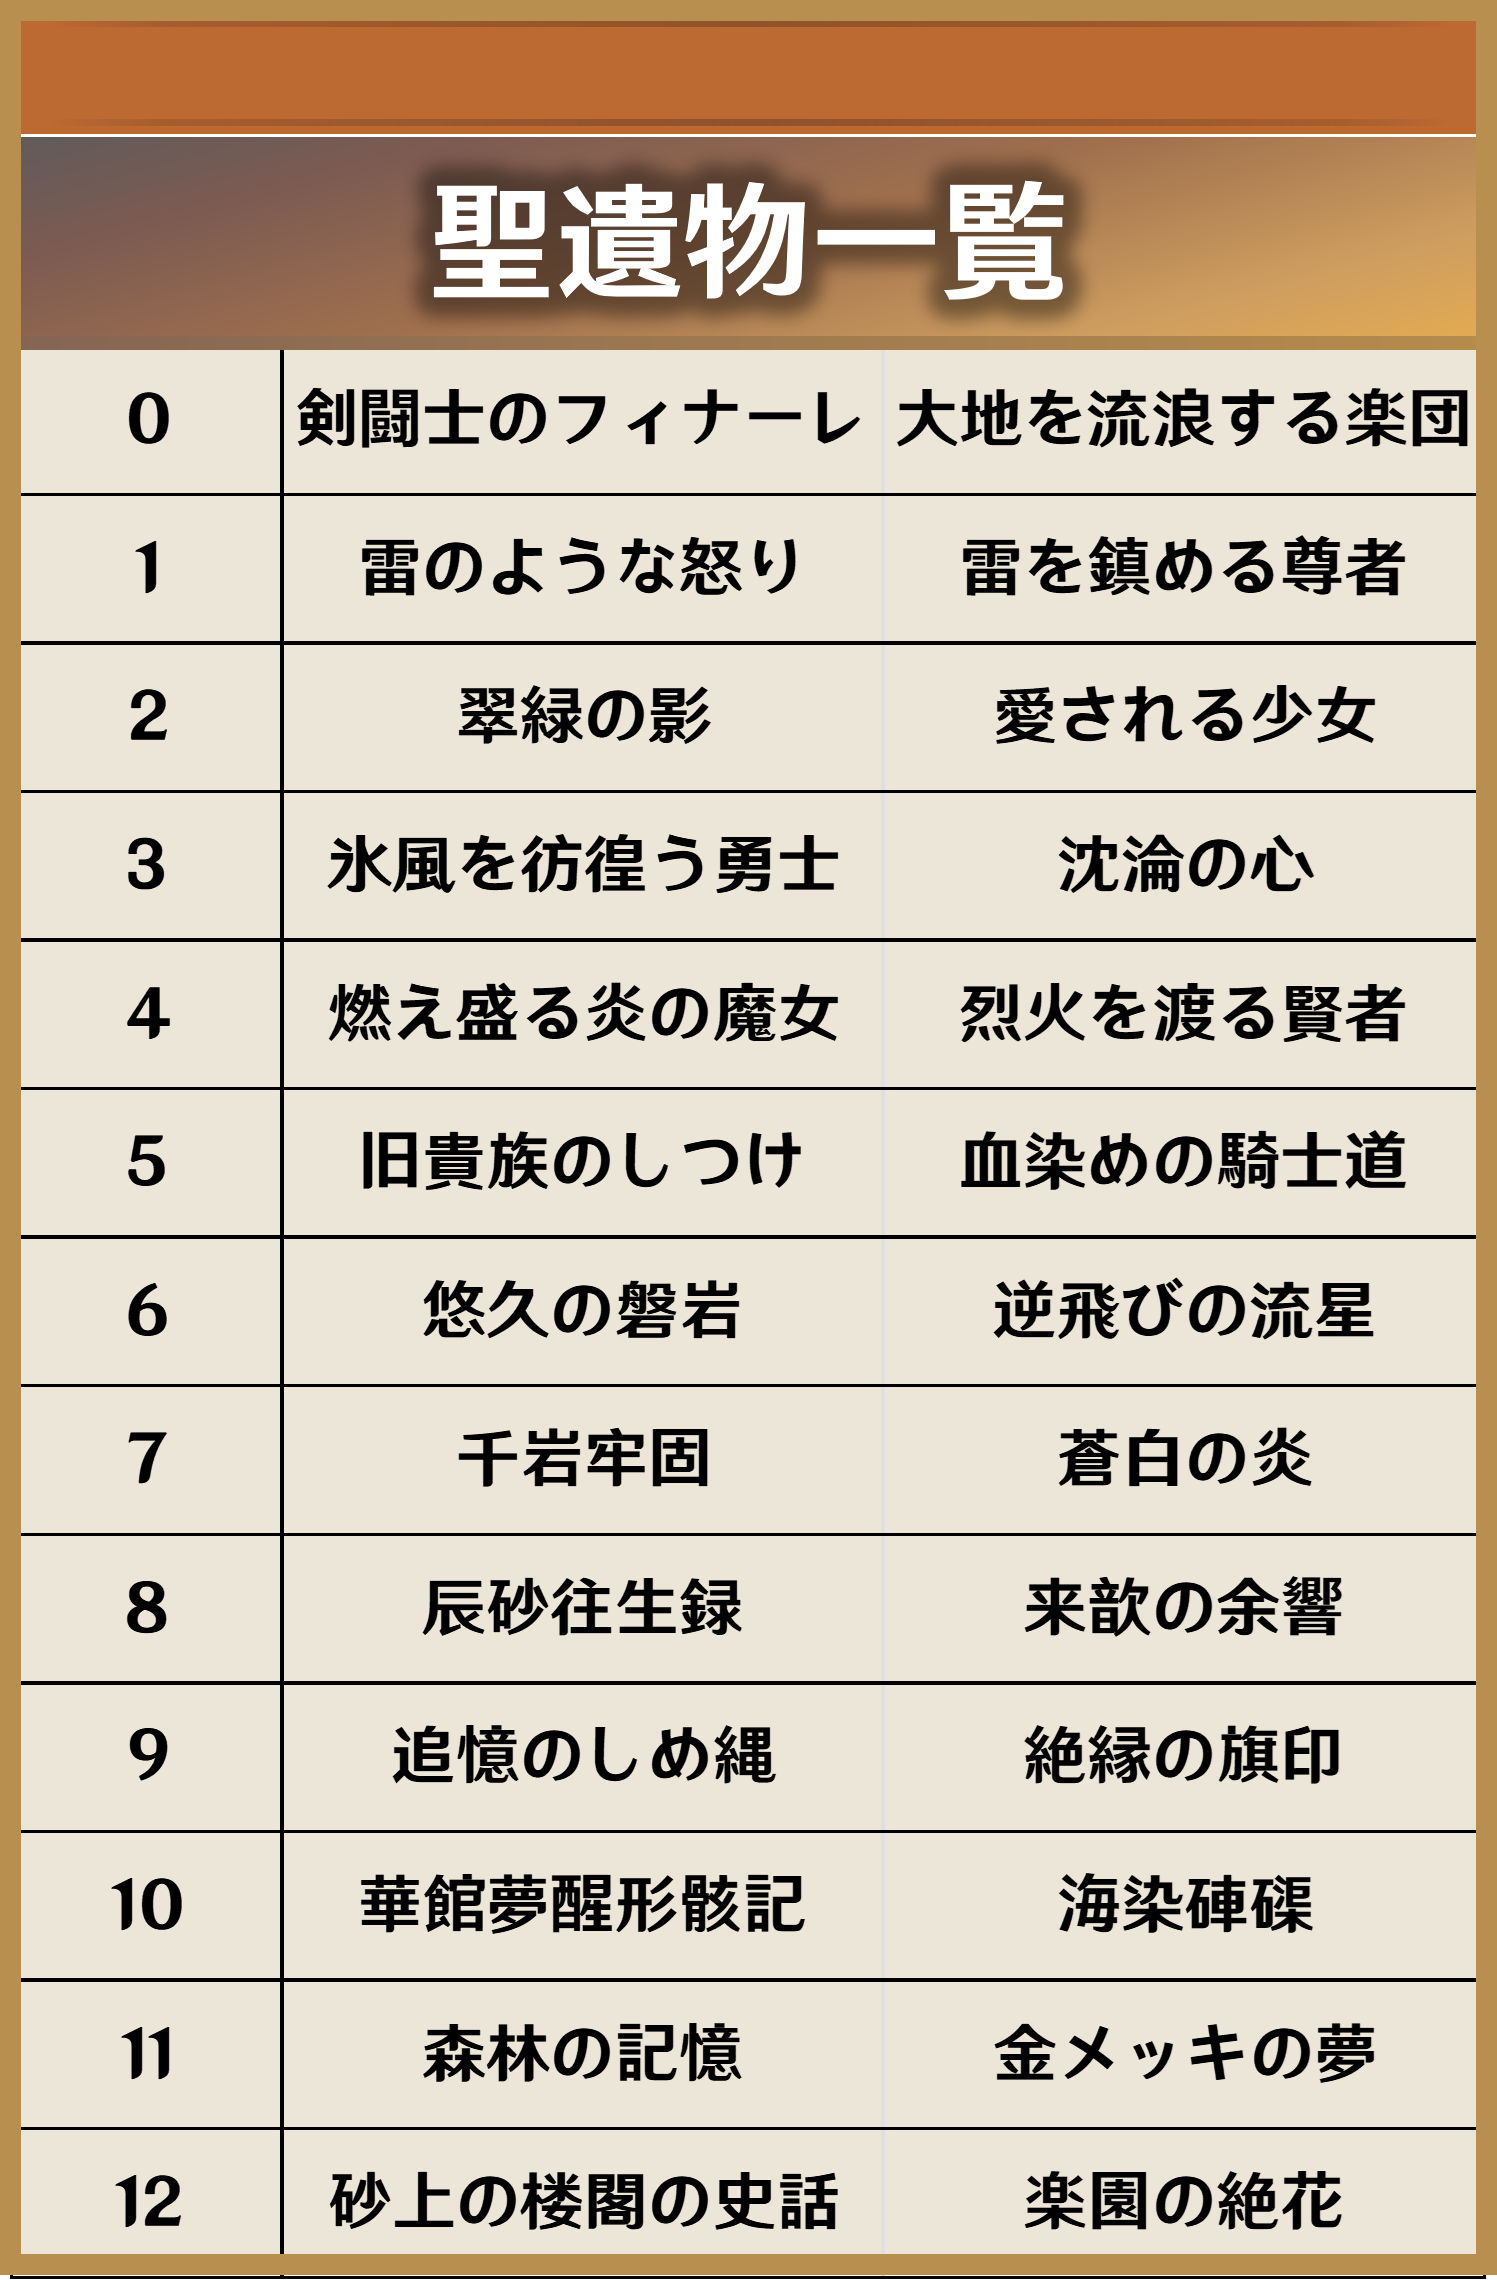 聖遺物一覧
0 剣闘士のフィナーレ 大地を流浪する楽団
1 雷のような怒り 雷を鎮める尊者
2 翠緑の影 愛される少女
3 氷風を彷徨う勇士 沈淪の心
4 燃え盛る炎の魔女 烈火を渡る賢者
5 旧貴族のしつけ 血染めの騎士道
6 悠久の磐岩 逆飛びの流星
7 千岩牢固 蒼白の炎
8 辰砂往生録 来歆の余響
9 追憶のしめ縄 絶縁の旗印
10 華館夢醒形骸記 海染硨磲
11 森林の記憶 金メッキの夢
12 砂上の楼閣の史話 楽園の絶花